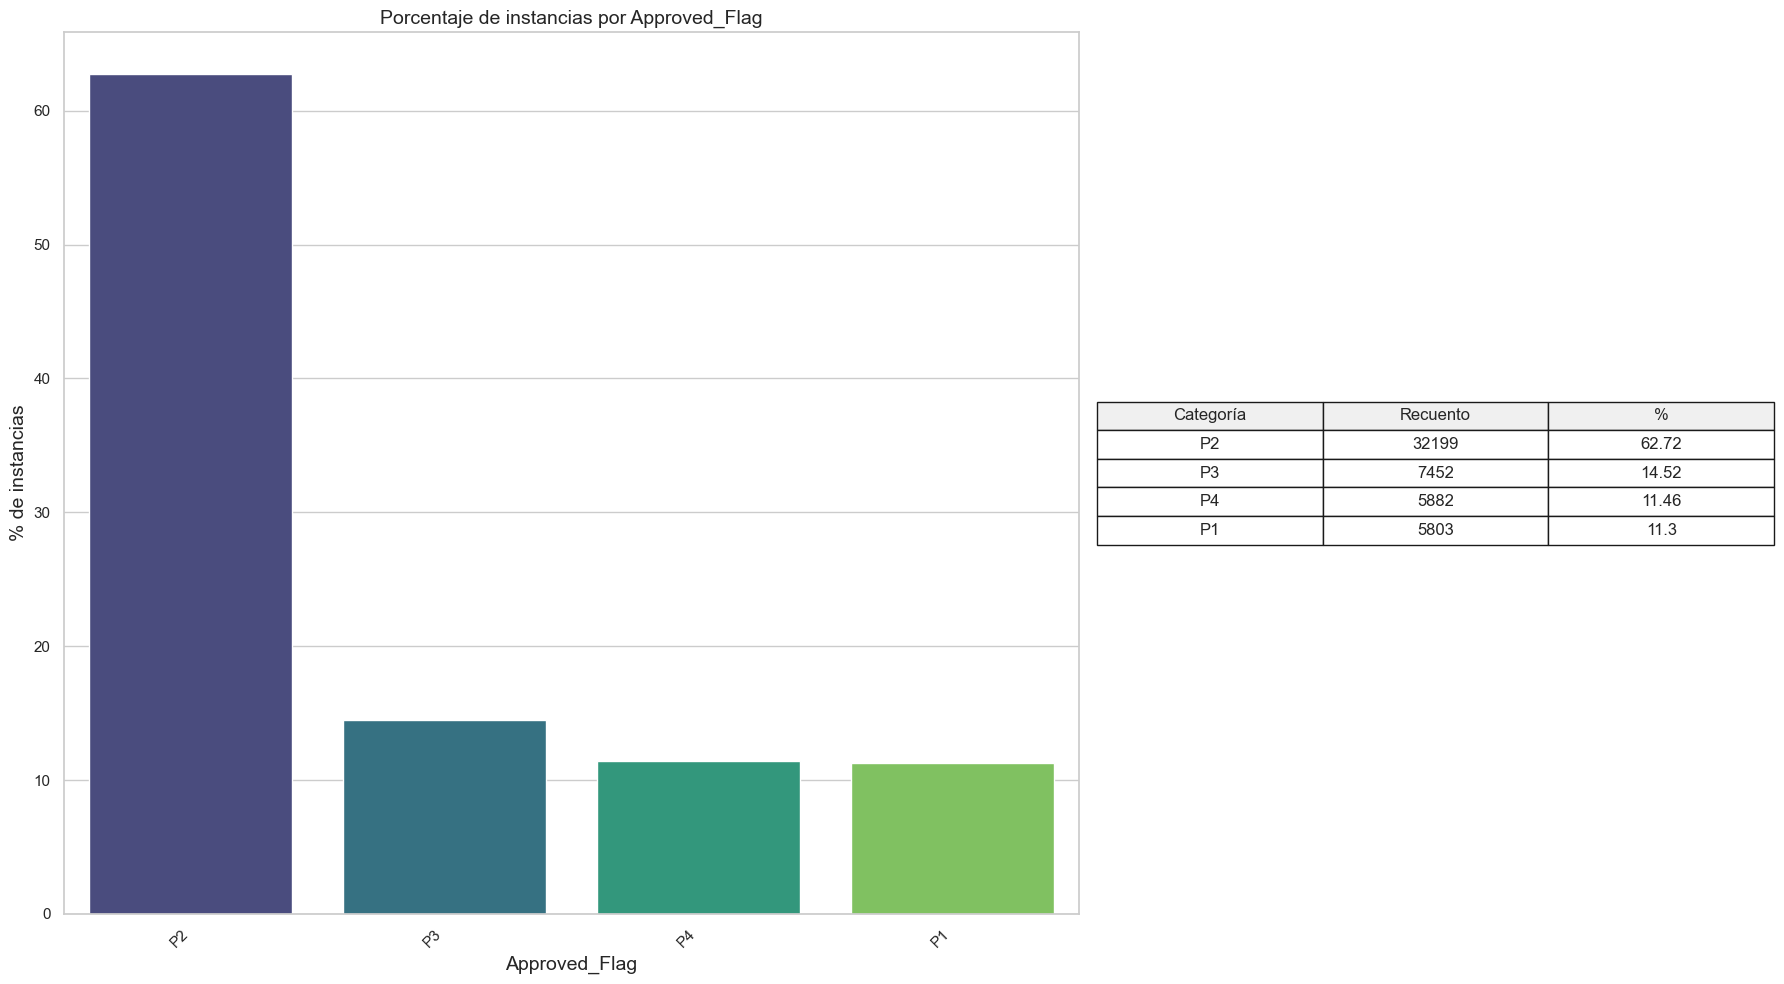 Porcentaje de instancias por Approved_Flag
% de instancias
60
50
40
30
20
10
0
P2
P3
P4
P1
Approved_Flag
Categoría Recuento %
P2 32199 62.72
P3 7452 14.52
P4 5882 11.46
P1 5803 11.3